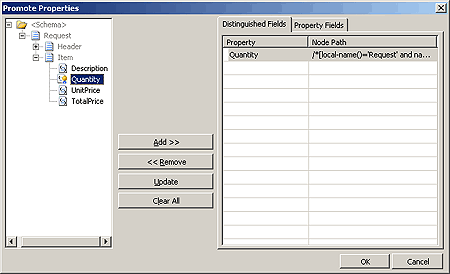 Promote Properties
<Schema>
Request
Header
Item
Description
Quantity
UnitPrice
TotalPrice
Add >>
<< Remove
Update
Clear All
Distinguished Fields
Property Fields
Property
Node Path
Quantity
/*[local-name()='Request' and na...
OK
Cancel